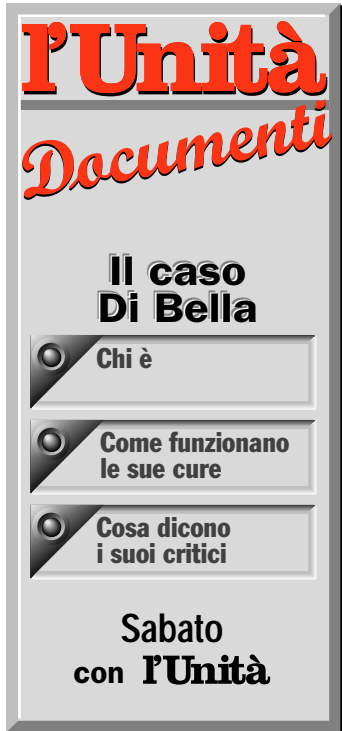 l'Unità
Documenti
Il caso
Di Bella
Chi è
Come funzionano
le sue cure
Cosa dicono
i suoi critici
Sabato
con l'Unità